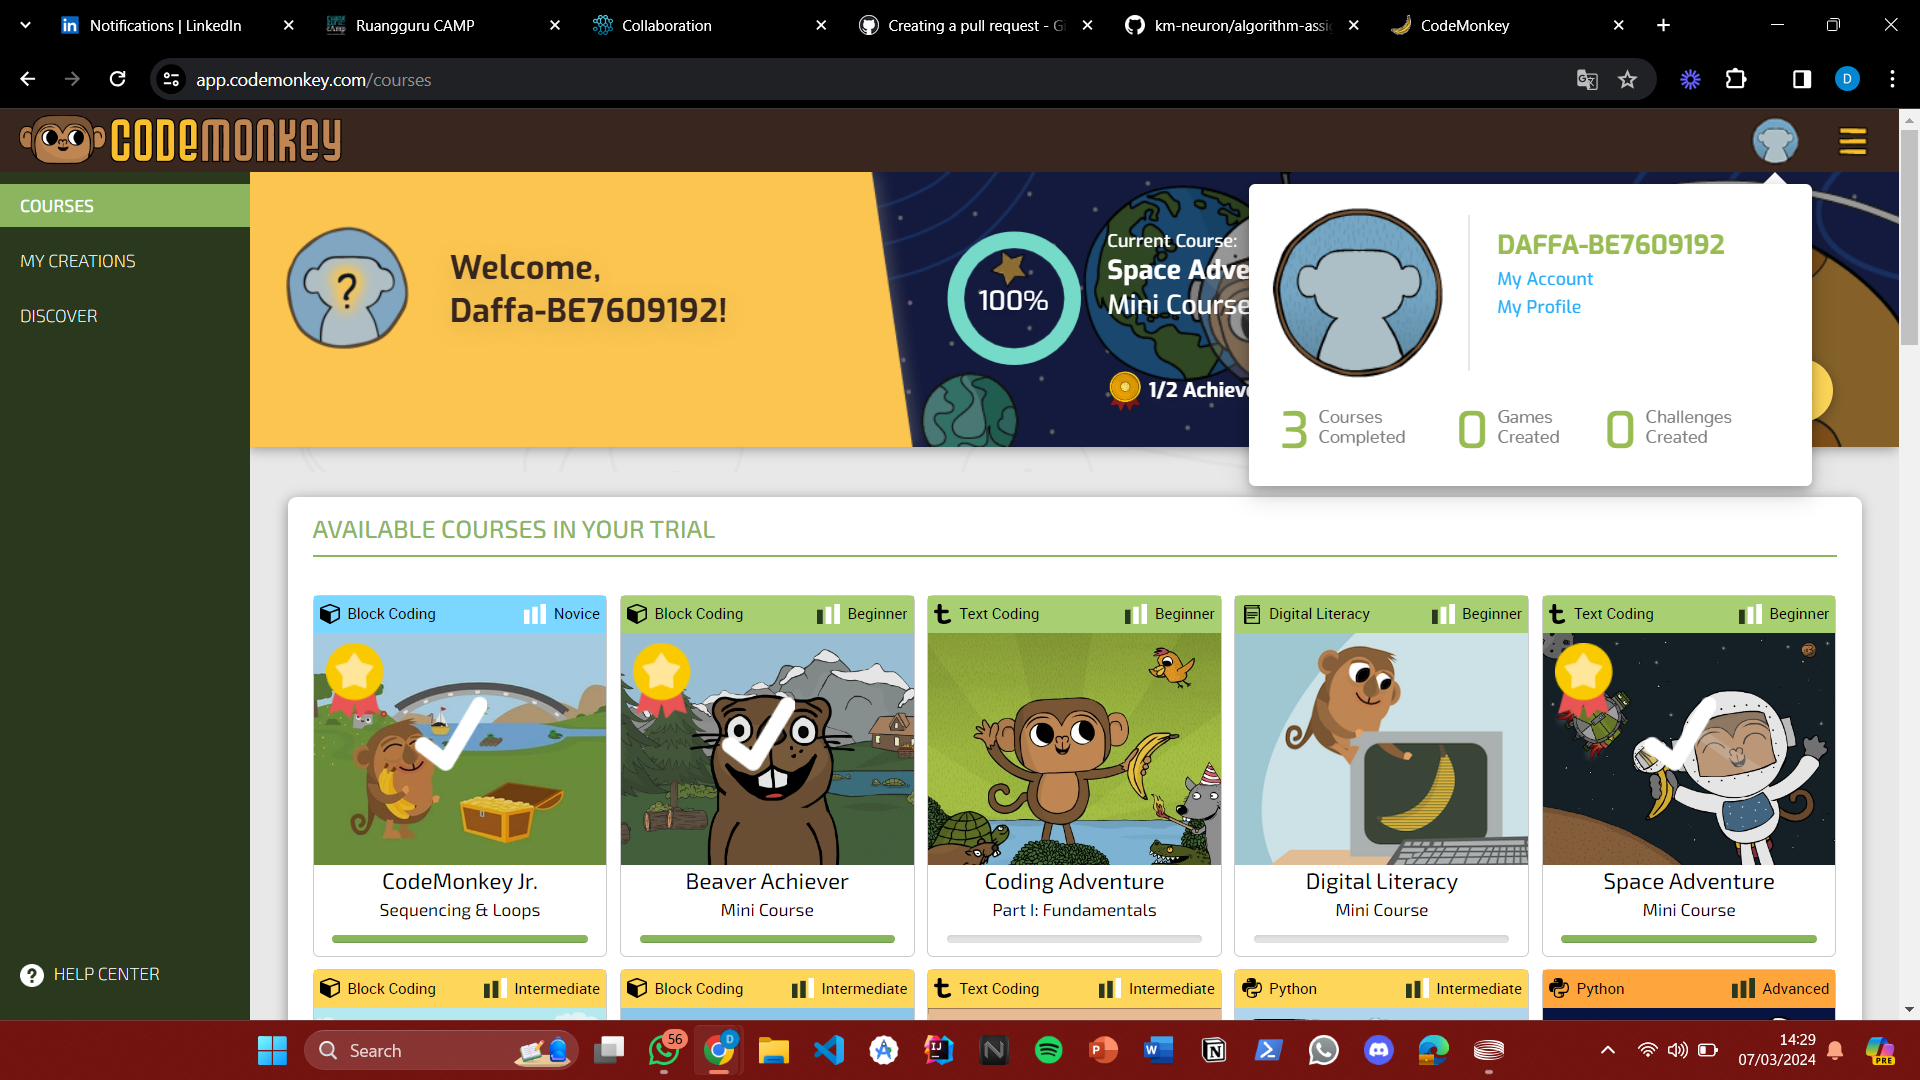 Notifications | LinkedIn
Ruangguru CAMP
Collaboration
Creating a pull request - Gi
km-neuron/algorithm-assig
CodeMonkey
app.codemonkey.com/courses
D
CODEMONKEY
COURSES
MY CREATIONS
DISCOVER
HELP CENTER
?
Welcome,
Daffa-BE7609192!
100%
Current Course:
Space Adve
Mini Course
1/2 Achieve
DAFFA-BE7609192
My Account
My Profile
3 Courses Completed
0 Games Created
0 Challenges Created
AVAILABLE COURSES IN YOUR TRIAL
Block Coding Novice
CodeMonkey Jr.
Sequencing & Loops
Block Coding Beginner
Beaver Achiever
Mini Course
Text Coding Beginner
Coding Adventure
Part I: Fundamentals
Digital Literacy Beginner
Digital Literacy
Mini Course
Text Coding Beginner
Space Adventure
Mini Course
Block Coding Intermediate
Block Coding Intermediate
Text Coding Intermediate
Python Intermediate
Python Advanced
Search
56
D
14:29
07/03/2024
PRE